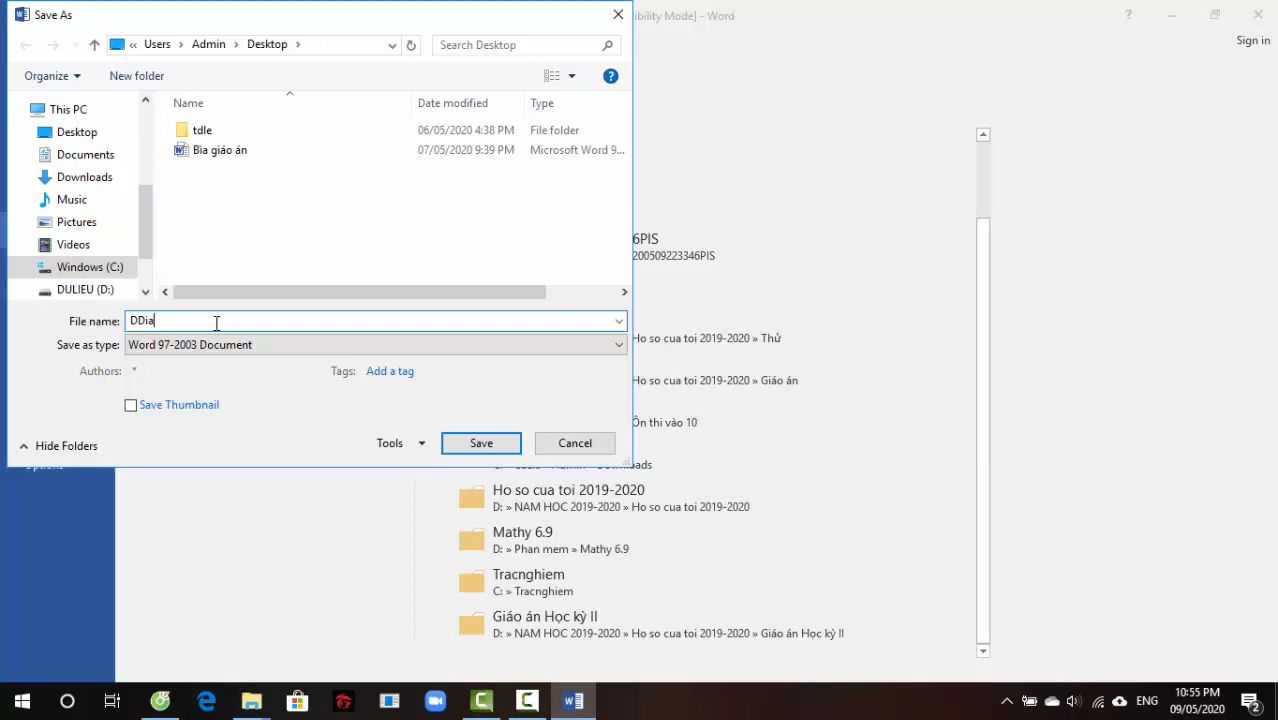 Save As
ibility Mode] - Word
?
Sign in
« Users > Admin > Desktop >
Search Desktop
Organize
New folder
?
Name
Date modified
Type
This PC
Desktop
Documents
Downloads
Music
Pictures
Videos
Windows (C:)
DULIEU (D:)
tdle
06/05/2020 4:38 PM
File folder
Bìa giáo án
07/05/2020 9:39 PM
Microsoft Word 9...
File name:
DDia
Save as type:
Word 97-2003 Document
Authors:
*
Tags:
Add a tag
Save Thumbnail
Hide Folders
Tools
Save
Cancel
6PIS
200509223346PIS
Ho so cua toi 2019-2020 » Thử
Ho so cua toi 2019-2020 » Giáo án
Ôn thi vào 10
Ho so cua toi 2019-2020
D: » NAM HOC 2019-2020 » Ho so cua toi 2019-2020
Mathy 6.9
D: » Phan mem » Mathy 6.9
Tracnghiem
C: » Tracnghiem
Giáo án Học kỳ II
D: » NAM HOC 2019-2020 » Ho so cua toi 2019-2020 » Giáo án Học kỳ II
ENG
10:55 PM
09/05/2020
2